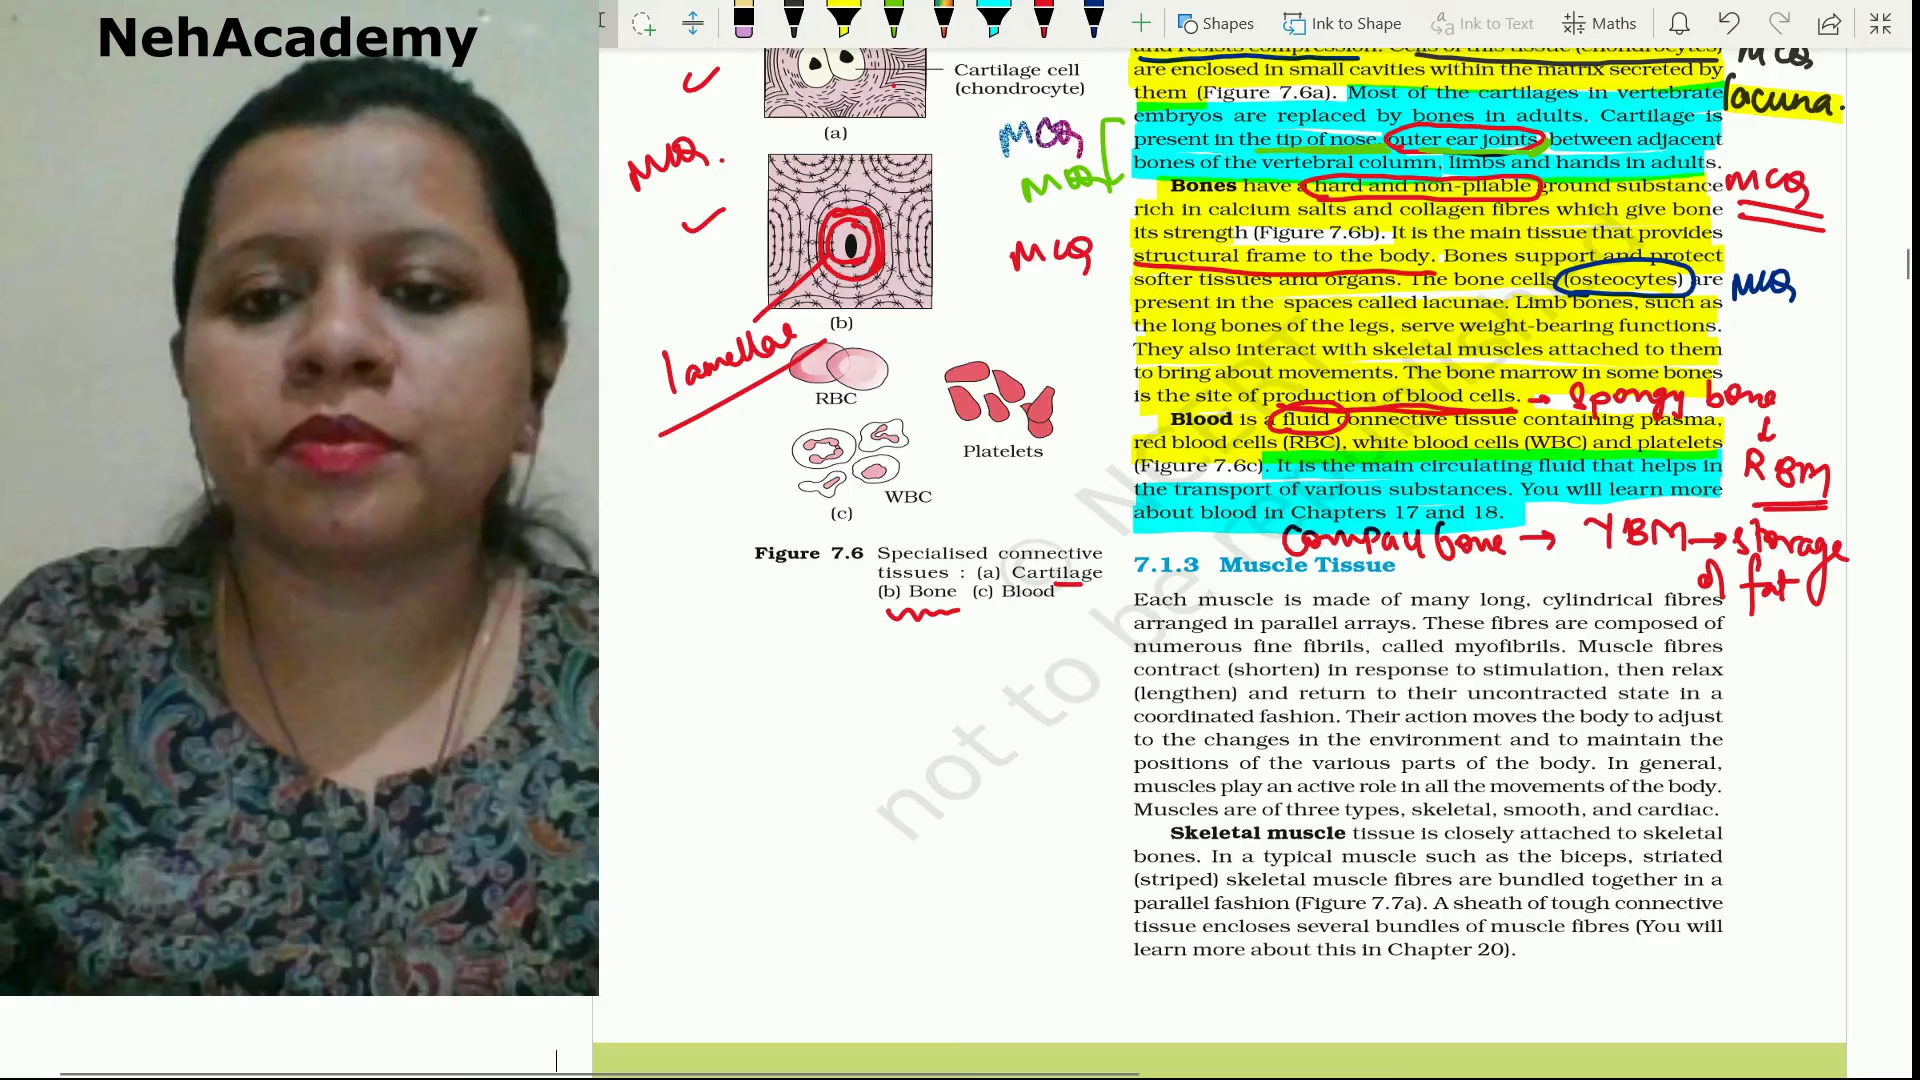 NehAcademy
Shapes
Ink to Shape
Ink to Text
Maths
Cartilage cell
(chondrocyte)
(a)
MCQ.
MCQ
MCQ
MCQ
(b)
lamellae
RBC
Platelets
WBC
(c)
Figure 7.6 Specialised connective
tissues : (a) Cartilage
(b) Bone (c) Blood
and resists compression. Cells of this tissue (chondrocytes)
are enclosed in small cavities within the matrix secreted by
them (Figure 7.6a). Most of the cartilages in vertebrate
embryos are replaced by bones in adults. Cartilage is
present in the tip of nose, outer ear joints, between adjacent
bones of the vertebral column, limbs and hands in adults.
Bones have a hard and non-pliable ground substance
rich in calcium salts and collagen fibres which give bone
its strength (Figure 7.6b). It is the main tissue that provides
structural frame to the body. Bones support and protect
softer tissues and organs. The bone cells (osteocytes) are
present in the spaces called lacunae. Limb bones, such as
the long bones of the legs, serve weight-bearing functions.
They also interact with skeletal muscles attached to them
to bring about movements. The bone marrow in some bones
is the site of production of blood cells.
Blood is a fluid connective tissue containing plasma,
red blood cells (RBC), white blood cells (WBC) and platelets
(Figure 7.6c). It is the main circulating fluid that helps in
the transport of various substances. You will learn more
about blood in Chapters 17 and 18.
MCQ
lacuna.
MCQ
MCQ
→ Spongy bone
↓
RBM
→ YBM → storage
of fat
7.1.3 Muscle Tissue
Each muscle is made of many long, cylindrical fibres
arranged in parallel arrays. These fibres are composed of
numerous fine fibrils, called myofibrils. Muscle fibres
contract (shorten) in response to stimulation, then relax
(lengthen) and return to their uncontracted state in a
coordinated fashion. Their action moves the body to adjust
to the changes in the environment and to maintain the
positions of the various parts of the body. In general,
muscles play an active role in all the movements of the body.
Muscles are of three types, skeletal, smooth, and cardiac.
Skeletal muscle tissue is closely attached to skeletal
bones. In a typical muscle such as the biceps, striated
(striped) skeletal muscle fibres are bundled together in a
parallel fashion (Figure 7.7a). A sheath of tough connective
tissue encloses several bundles of muscle fibres (You will
learn more about this in Chapter 20).
not to be